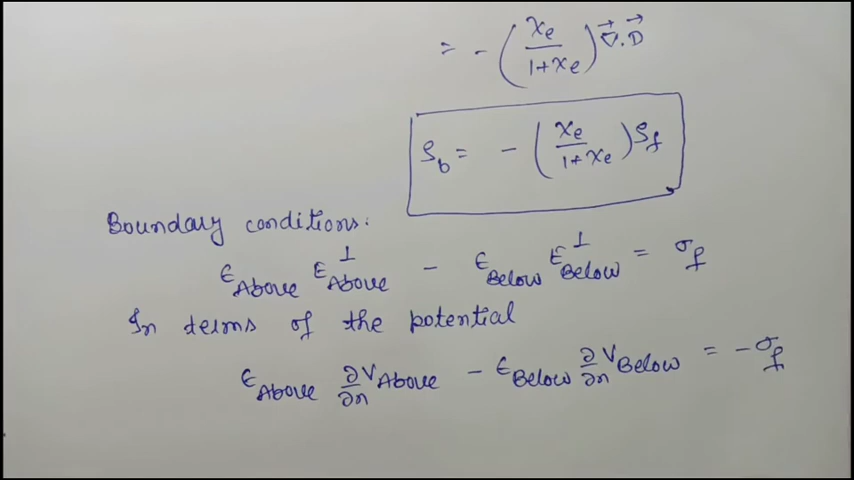 = - (χe / 1+χe) ∇⃗.D⃗
ρb = - (χe / 1+χe) ρf
Boundary conditions:
ϵAbove E⊥Above - ϵBelow E⊥Below = σf
In terms of the potential
ϵAbove ∂/∂n VAbove - ϵBelow ∂/∂n VBelow = -σf